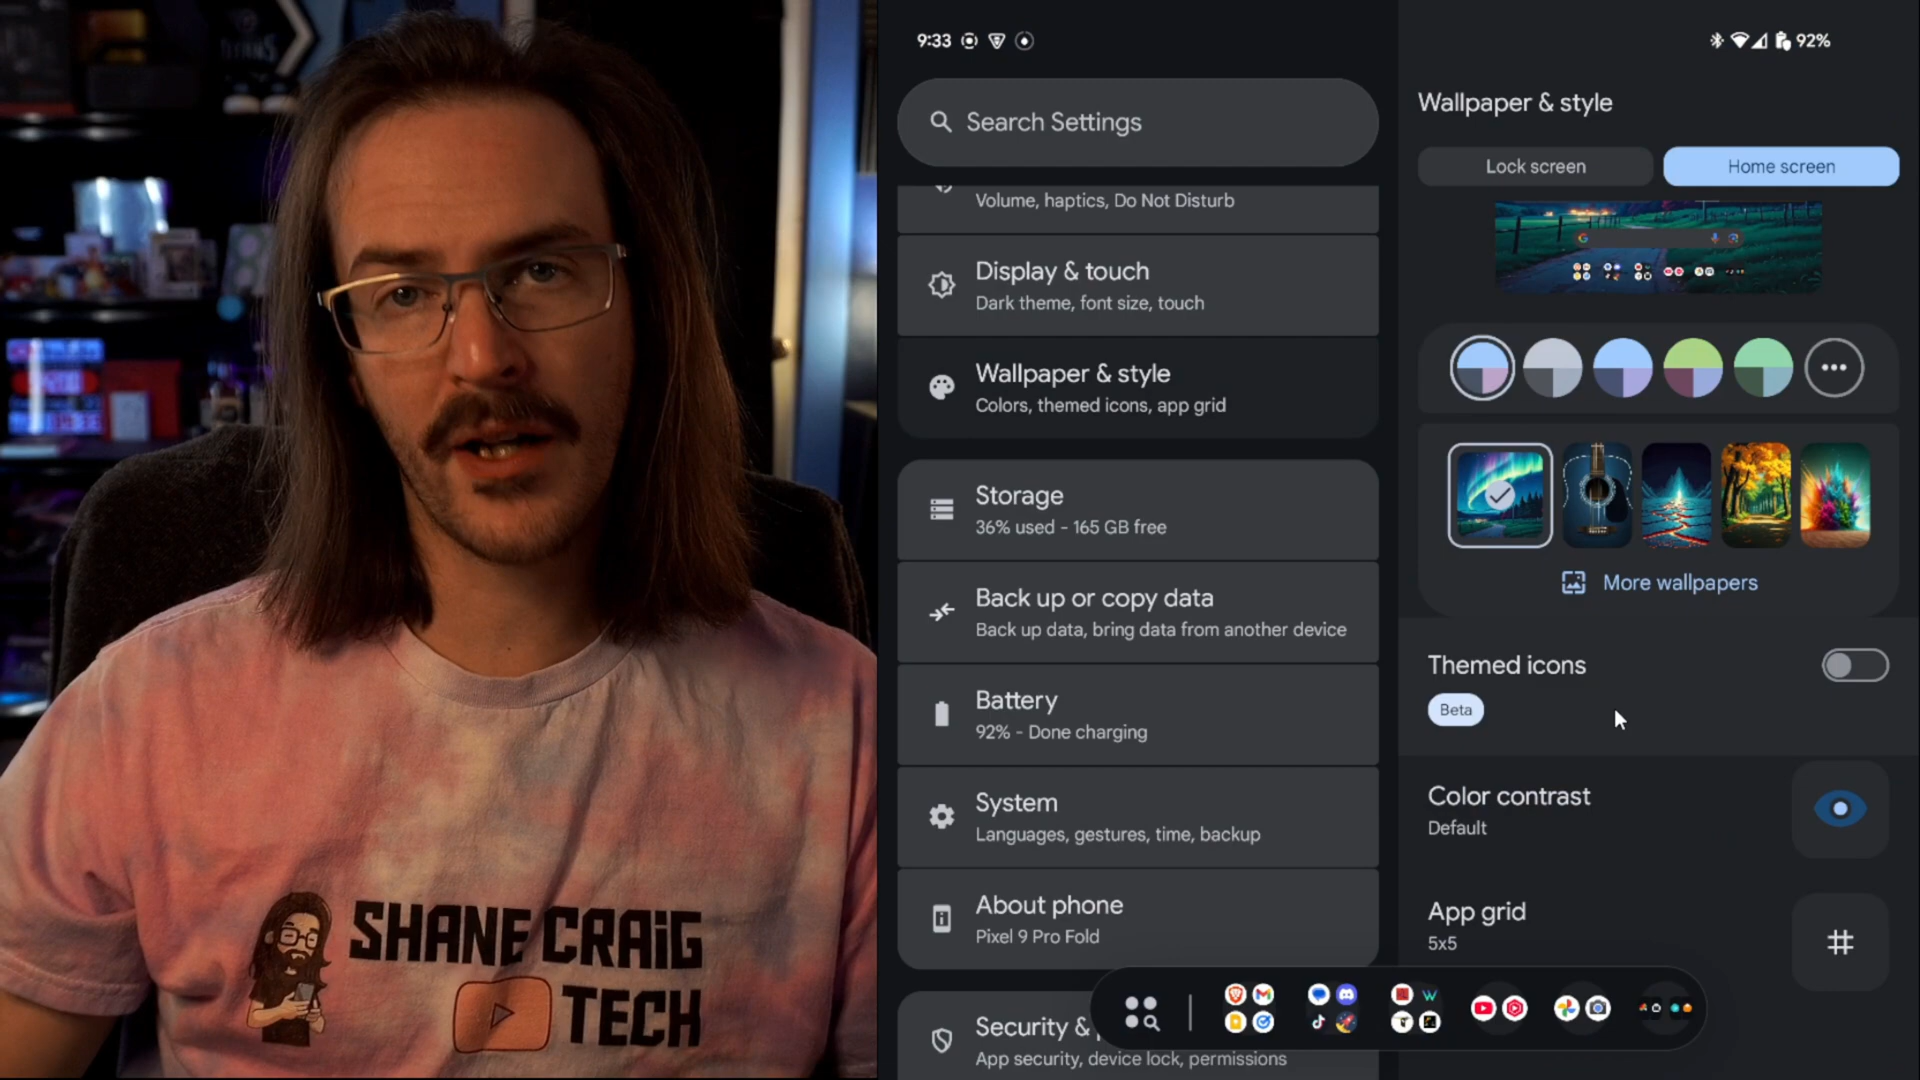 SHANE CRAiG
TECH
9:33
92%
Search Settings
Volume, haptics, Do Not Disturb
Display & touch
Dark theme, font size, touch
Wallpaper & style
Colors, themed icons, app grid
Storage
36% used - 165 GB free
Back up or copy data
Back up data, bring data from another device
Battery
92% - Done charging
System
Languages, gestures, time, backup
About phone
Pixel 9 Pro Fold
Security &
App security, device lock, permissions
Wallpaper & style
Lock screen
Home screen
More wallpapers
Themed icons
Beta
Color contrast
Default
App grid
5x5